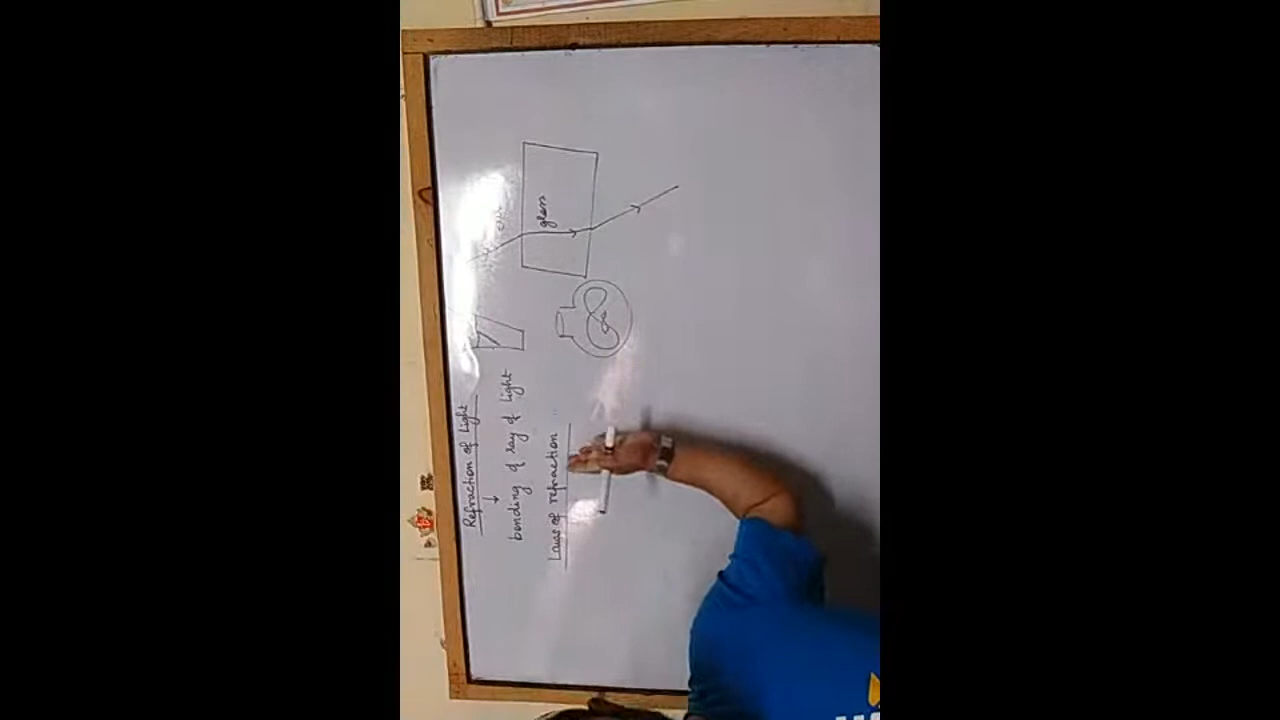 Refraction of Light
↓
bending of ray of light
Laws of refraction :
glass